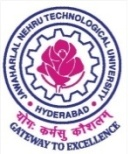 JAWAHARLAL NEHRU TECHNOLOGICAL UNIVERSITY
HYDERABAD
योगः कर्मसु कौशलम्
GATEWAY TO EXCELLENCE